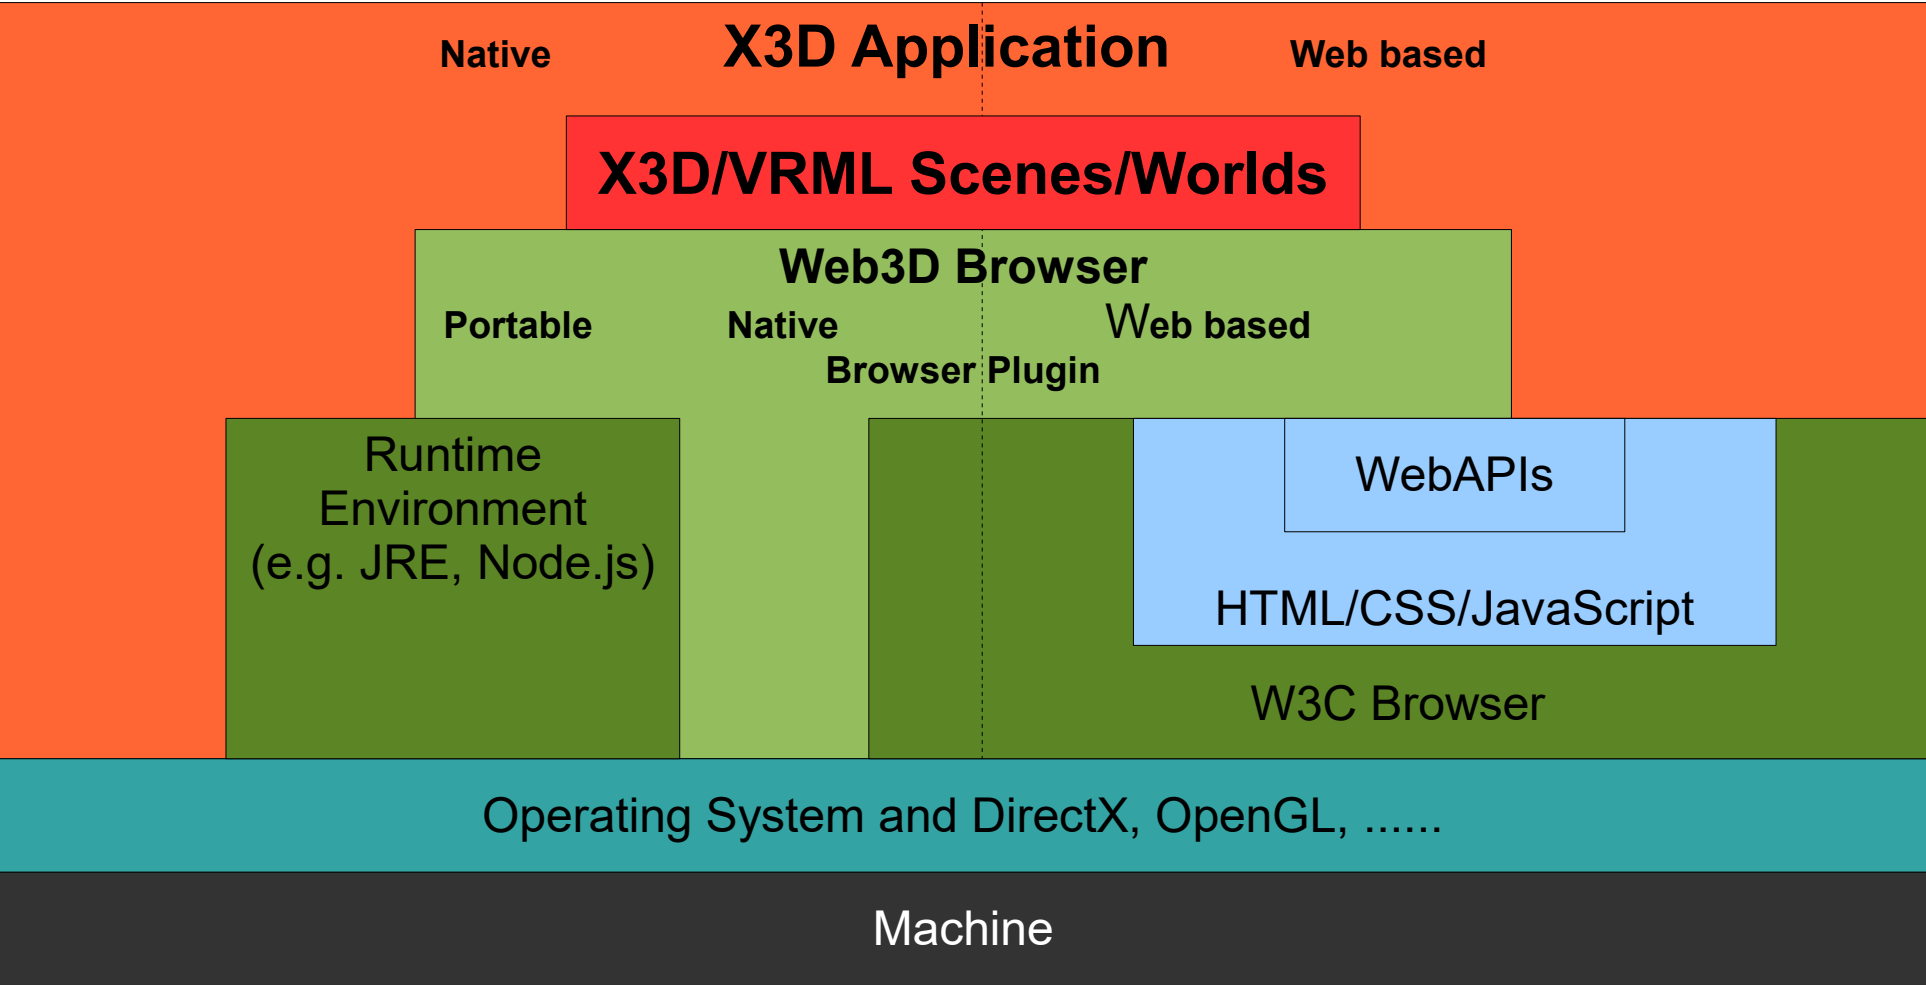 Native X3D Application Web based
X3D/VRML Scenes/Worlds
Web3D Browser
Portable Native Web based
Browser Plugin
Runtime
Environment
(e.g. JRE, Node.js)
WebAPIs
HTML/CSS/JavaScript
W3C Browser
Operating System and DirectX, OpenGL, ......
Machine